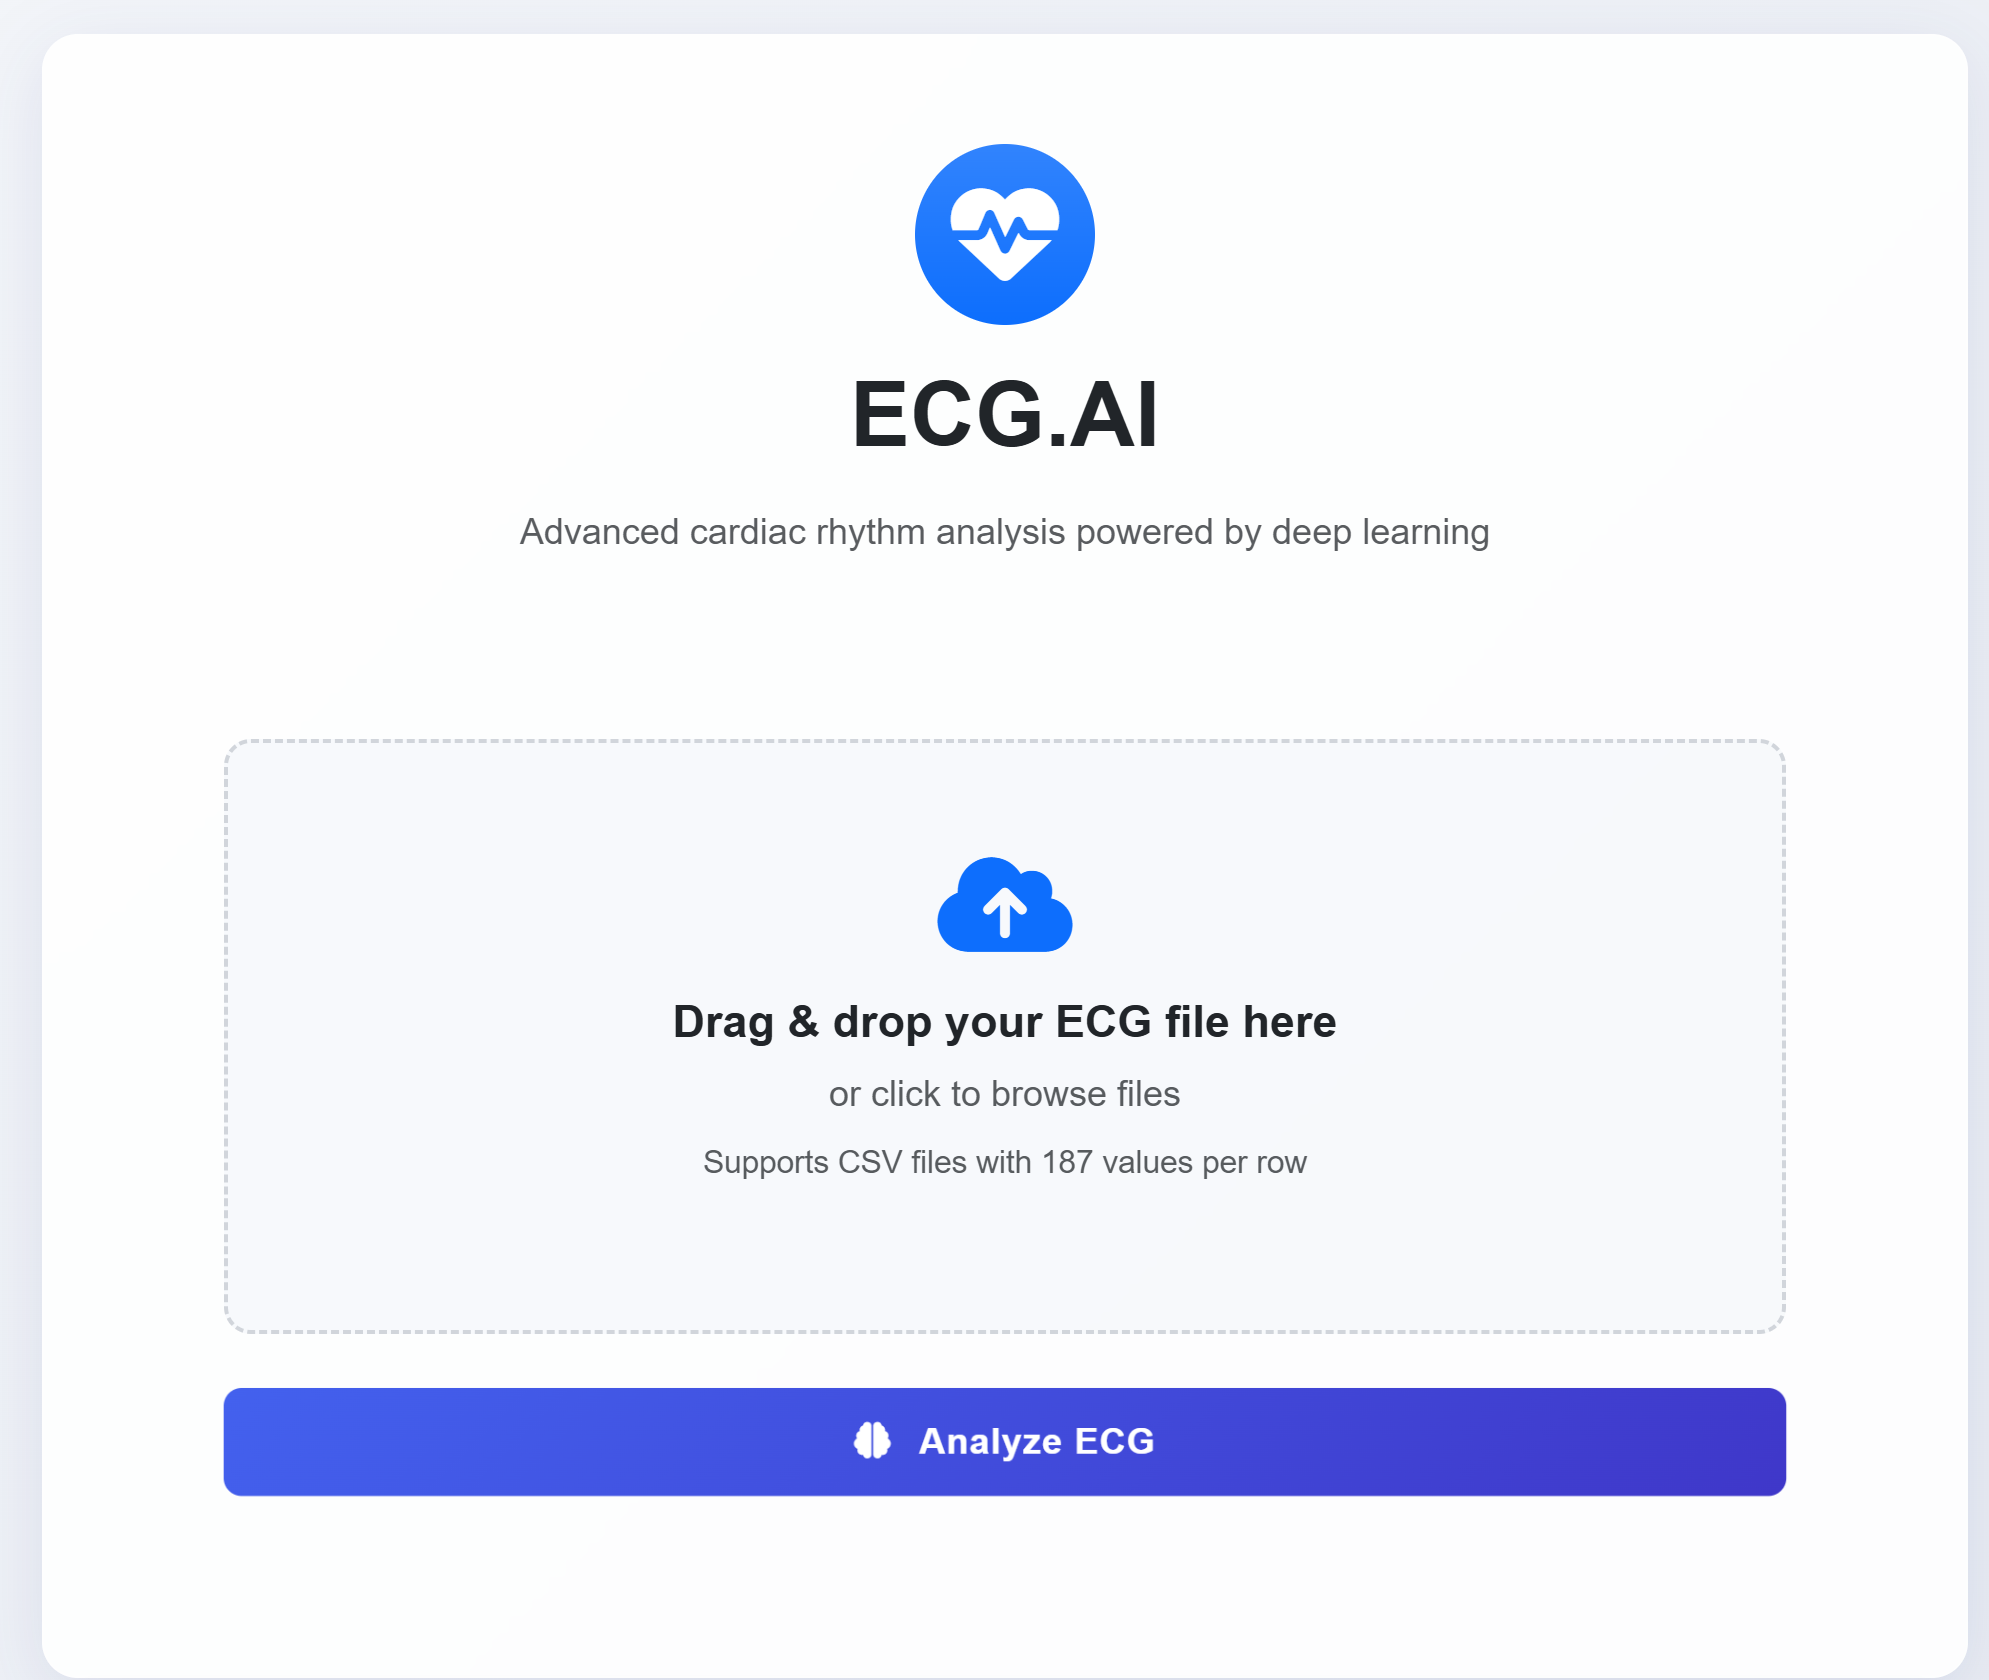 ECG.AI
Advanced cardiac rhythm analysis powered by deep learning
Drag & drop your ECG file here
or click to browse files
Supports CSV files with 187 values per row
Analyze ECG